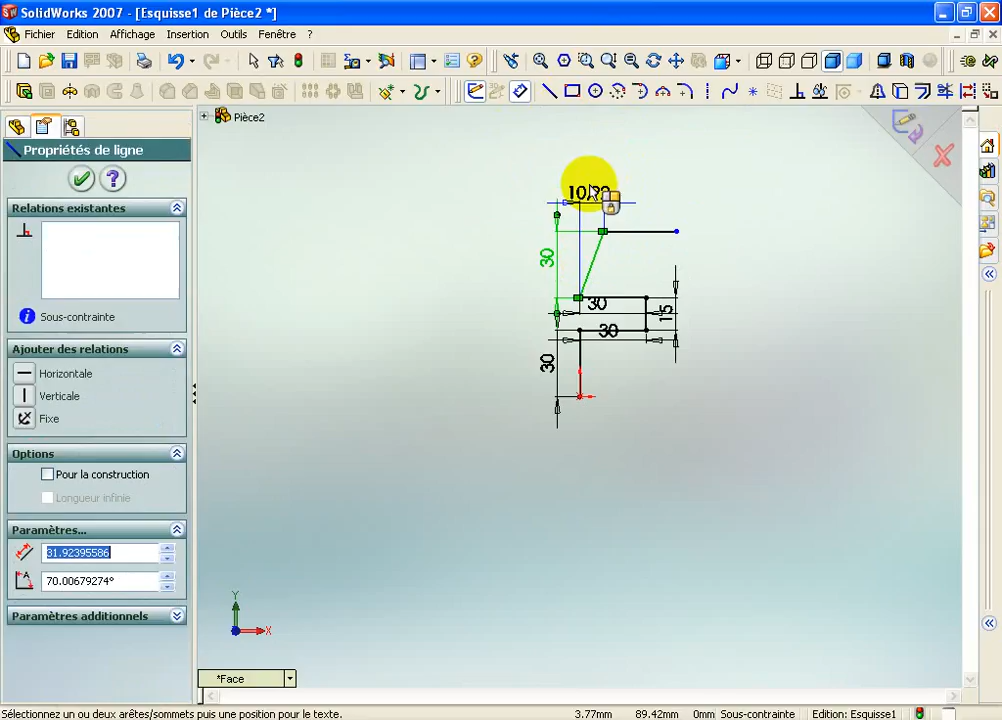 SolidWorks 2007 - [Esquisse1 de Pièce2 *]
Fichier Edition Affichage Insertion Outils Fenêtre ?
Pièce2
Propriétés de ligne
Relations existantes
Sous-contrainte
Ajouter des relations
Horizontale
Verticale
Fixe
Options
Pour la construction
Longueur infinie
Paramètres...
31.92395586
70.00679274°
Paramètres additionnels
30
30
15
30
30
Y
X
*Face
Sélectionnez un ou deux arêtes/sommets puis une position pour le texte.
3.77mm 89.42mm 0mm Sous-contrainte Edition: Esquisse1